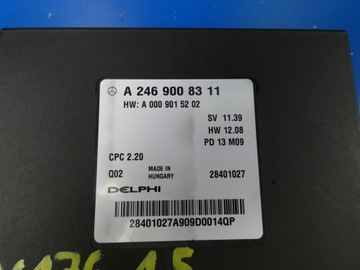 A 246 900 83 11
HW: A 000 901 52 02
SV 11.39
HW 12.08
PD 13 M09
CPC 2.20
Q02 MADE IN HUNGARY 28401027
DELPHI
28401027A909D0014QP